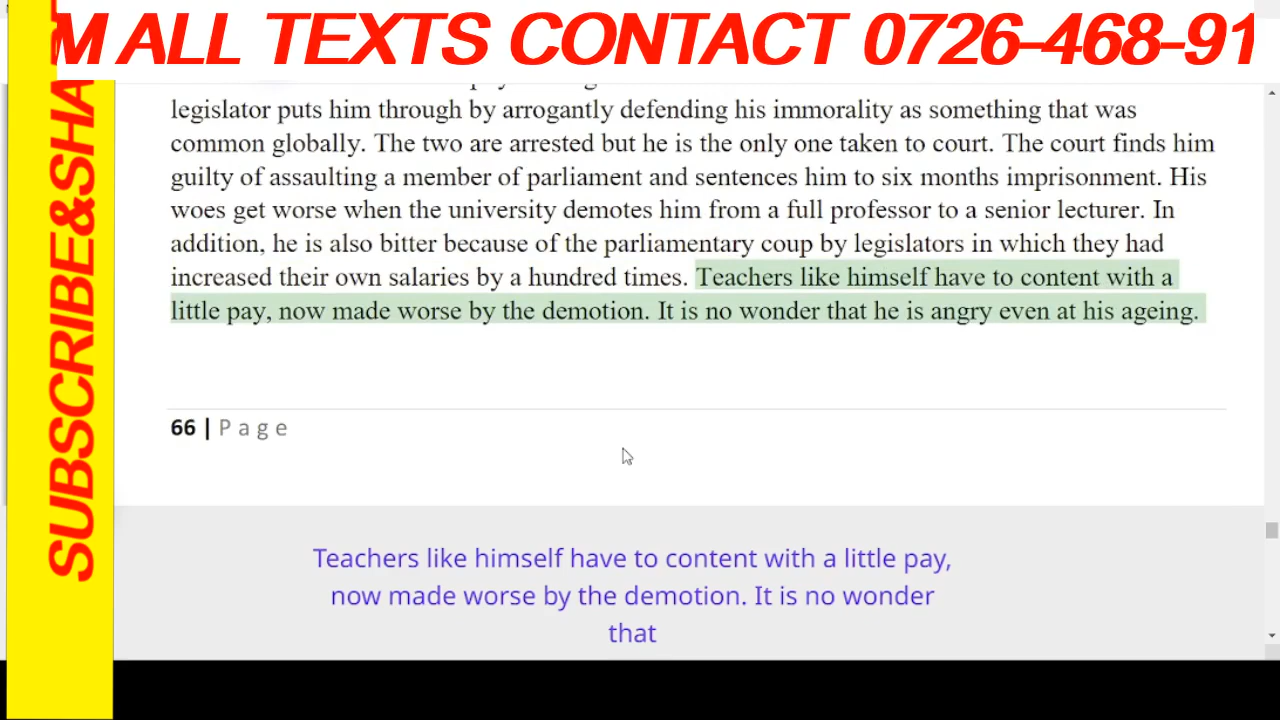 M ALL TEXTS CONTACT 0726-468-91
SUBSCRIBE&SHA
legislator puts him through by arrogantly defending his immorality as something that was
common globally. The two are arrested but he is the only one taken to court. The court finds him
guilty of assaulting a member of parliament and sentences him to six months imprisonment. His
woes get worse when the university demotes him from a full professor to a senior lecturer. In
addition, he is also bitter because of the parliamentary coup by legislators in which they had
increased their own salaries by a hundred times. Teachers like himself have to content with a
little pay, now made worse by the demotion. It is no wonder that he is angry even at his ageing.
66 | Page
Teachers like himself have to content with a little pay,
now made worse by the demotion. It is no wonder
that